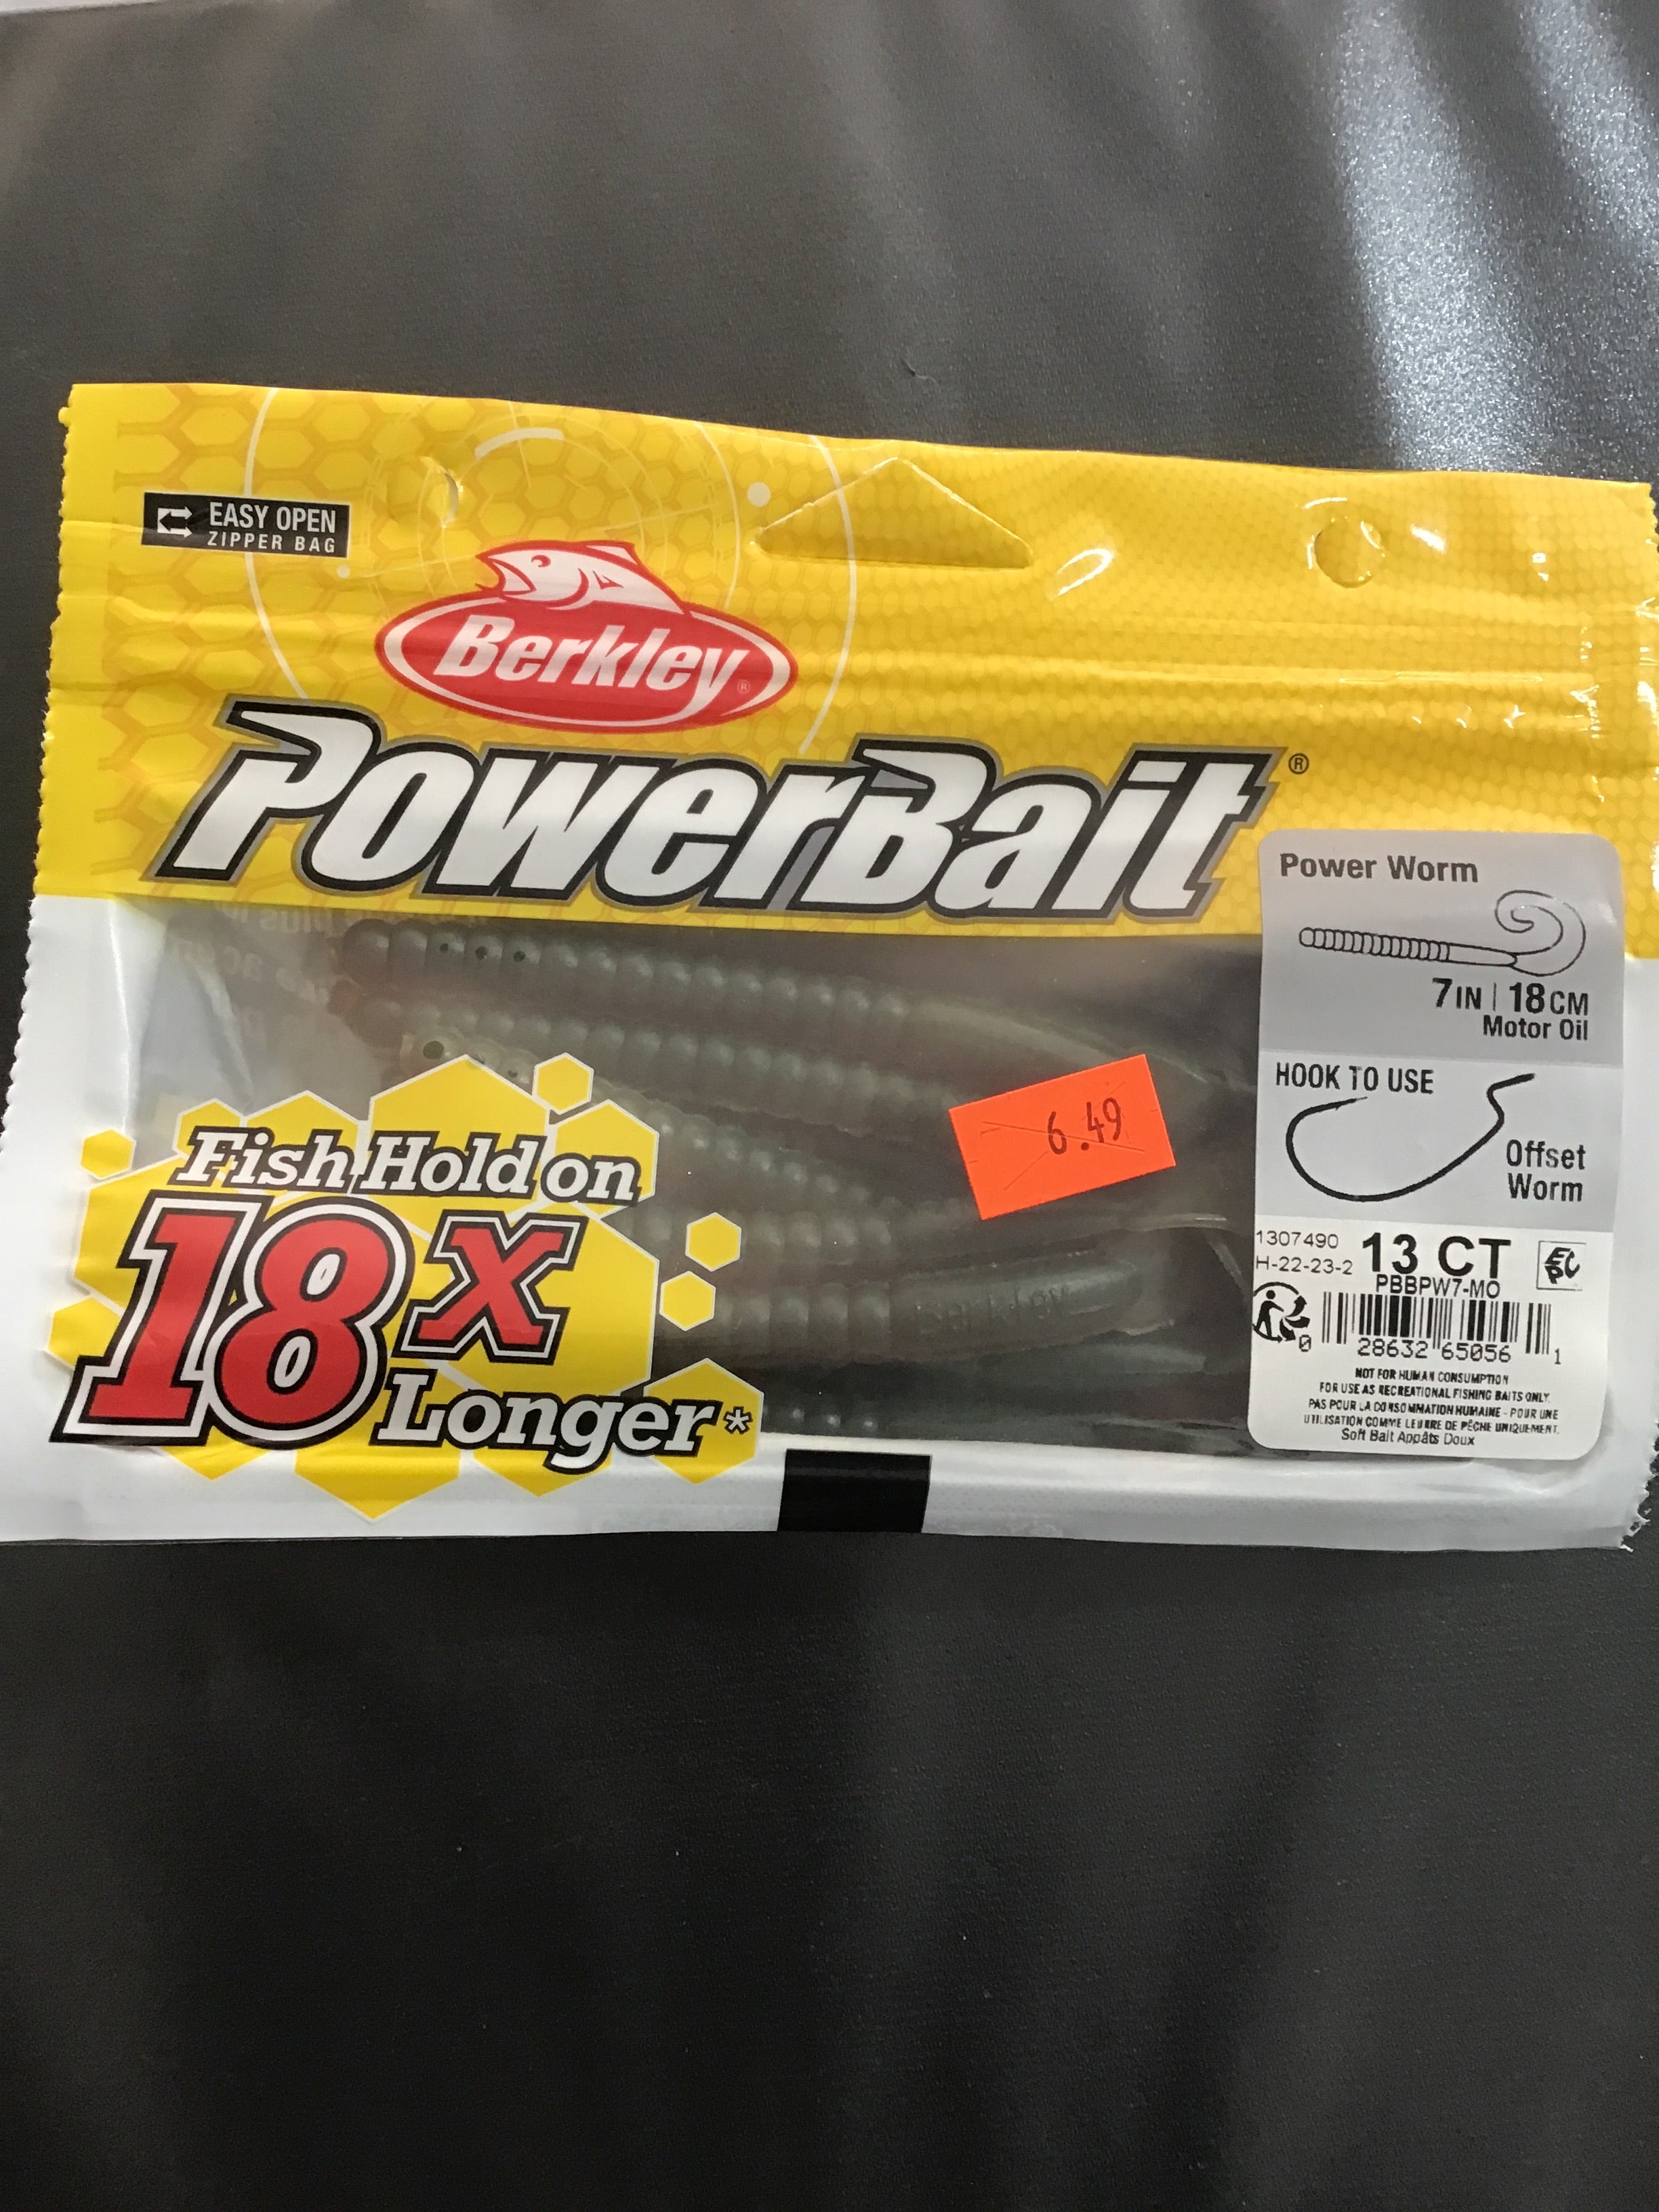 EASY OPEN
ZIPPER BAG
Berkley®
PowerBait®
Power Worm
7IN | 18CM
Motor Oil
HOOK TO USE
Offset
Worm
6.49
Fish Hold on
18X
Longer*
1307490
H-22-23-2
13 CT
PBBPW7-MO
0 28632 65056 1
NOT FOR HUMAN CONSUMPTION
FOR USE AS RECREATIONAL FISHING BAITS ONLY.
PAS POUR LA CONSOMMATION HUMAINE - POUR UNE
UTILISATION COMME LEURRE DE PÊCHE UNIQUEMENT.
Soft Bait Appâts Doux